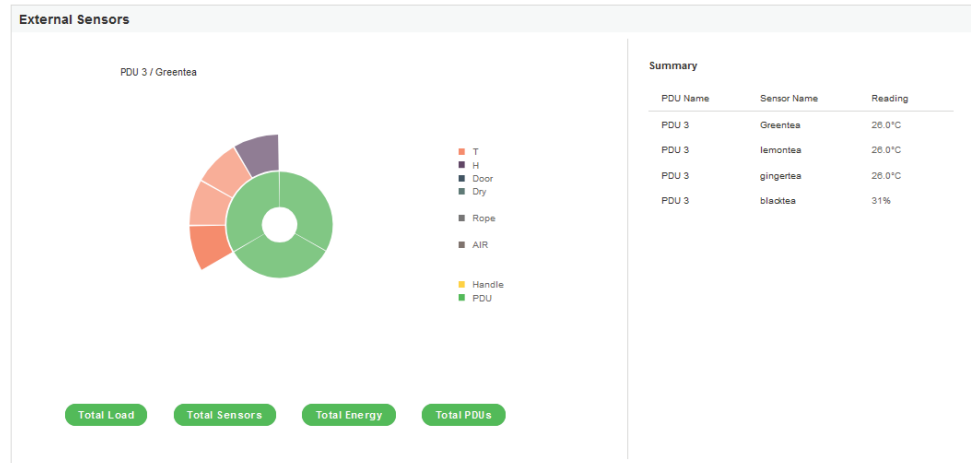 External Sensors
PDU 3 / Greentea
T
H
Door
Dry
Rope
AIR
Handle
PDU
Total Load Total Sensors Total Energy Total PDUs
Summary
PDU Name Sensor Name Reading
PDU 3 Greentea 26.0°C
PDU 3 lemontea 26.0°C
PDU 3 gingertea 26.0°C
PDU 3 blacktea 31%